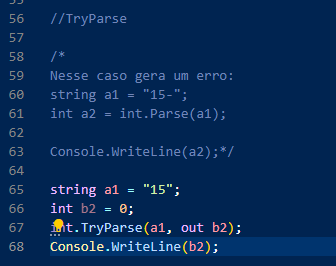 55
56 //TryParse
57
58 /*
59 Nesse caso gera um erro:
60 string a1 = "15-";
61 int a2 = int.Parse(a1);
62
63 Console.WriteLine(a2);*/
64
65 string a1 = "15";
66 int b2 = 0;
67 int.TryParse(a1, out b2);
68 Console.WriteLine(b2);